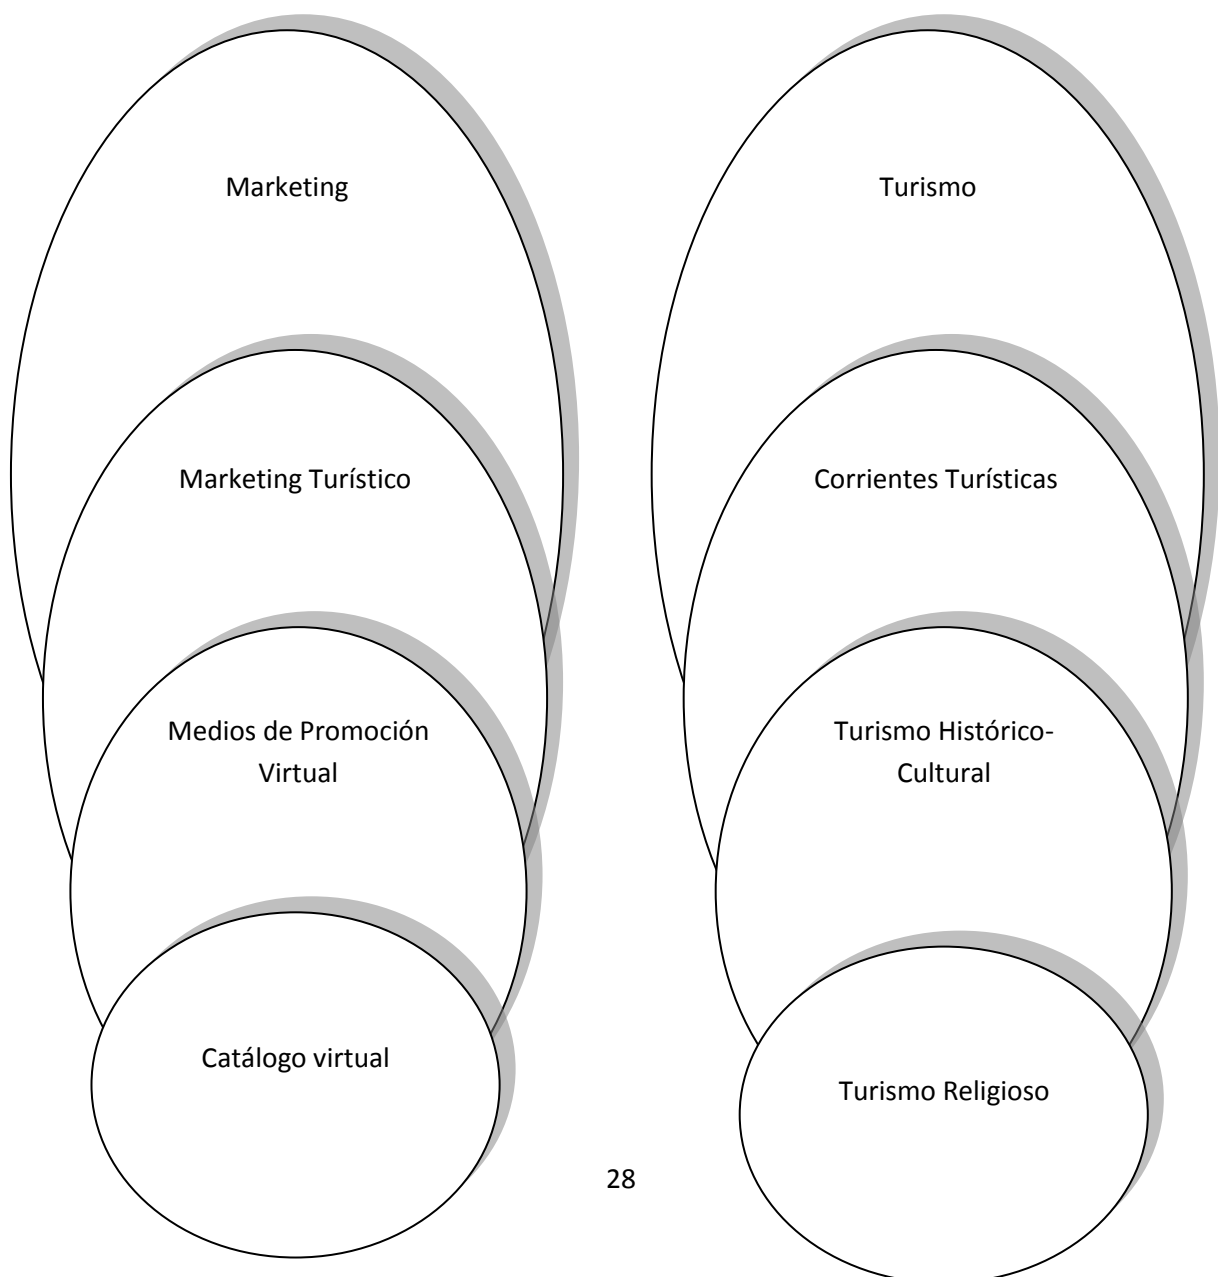 Marketing
Marketing Turístico
Medios de Promoción
Virtual
Catálogo virtual
Turismo
Corrientes Turísticas
Turismo Histórico-
Cultural
Turismo Religioso
28